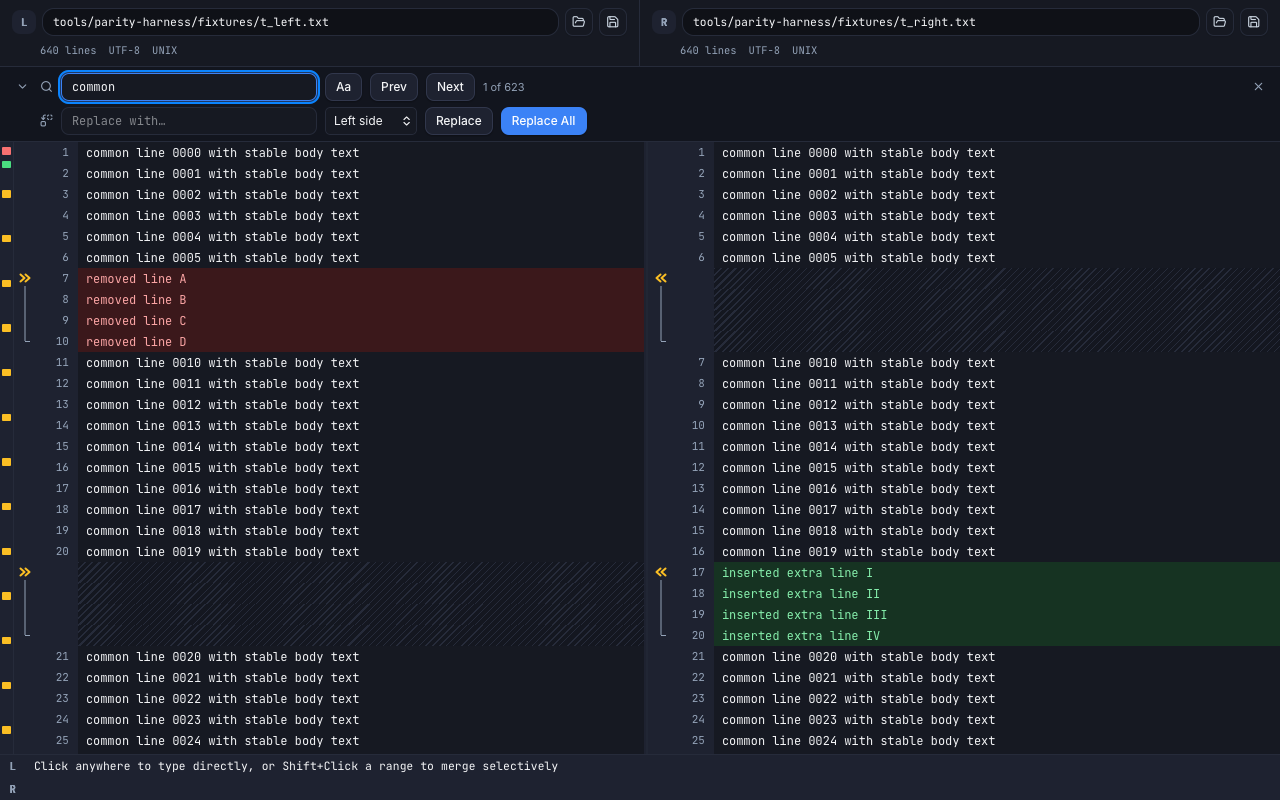 L tools/parity-harness/fixtures/t_left.txt
640 lines UTF-8 UNIX
R tools/parity-harness/fixtures/t_right.txt
640 lines UTF-8 UNIX
common Aa Prev Next 1 of 623
Replace with… Left side Replace Replace All
1 common line 0000 with stable body text
2 common line 0001 with stable body text
3 common line 0002 with stable body text
4 common line 0003 with stable body text
5 common line 0004 with stable body text
6 common line 0005 with stable body text
7 removed line A
8 removed line B
9 removed line C
10 removed line D
11 common line 0010 with stable body text
12 common line 0011 with stable body text
13 common line 0012 with stable body text
14 common line 0013 with stable body text
15 common line 0014 with stable body text
16 common line 0015 with stable body text
17 common line 0016 with stable body text
18 common line 0017 with stable body text
19 common line 0018 with stable body text
20 common line 0019 with stable body text
21 common line 0020 with stable body text
22 common line 0021 with stable body text
23 common line 0022 with stable body text
24 common line 0023 with stable body text
25 common line 0024 with stable body text
1 common line 0000 with stable body text
2 common line 0001 with stable body text
3 common line 0002 with stable body text
4 common line 0003 with stable body text
5 common line 0004 with stable body text
6 common line 0005 with stable body text
7 common line 0010 with stable body text
8 common line 0011 with stable body text
9 common line 0012 with stable body text
10 common line 0013 with stable body text
11 common line 0014 with stable body text
12 common line 0015 with stable body text
13 common line 0016 with stable body text
14 common line 0017 with stable body text
15 common line 0018 with stable body text
16 common line 0019 with stable body text
17 inserted extra line I
18 inserted extra line II
19 inserted extra line III
20 inserted extra line IV
21 common line 0020 with stable body text
22 common line 0021 with stable body text
23 common line 0022 with stable body text
24 common line 0023 with stable body text
25 common line 0024 with stable body text
L Click anywhere to type directly, or Shift+Click a range to merge selectively
R